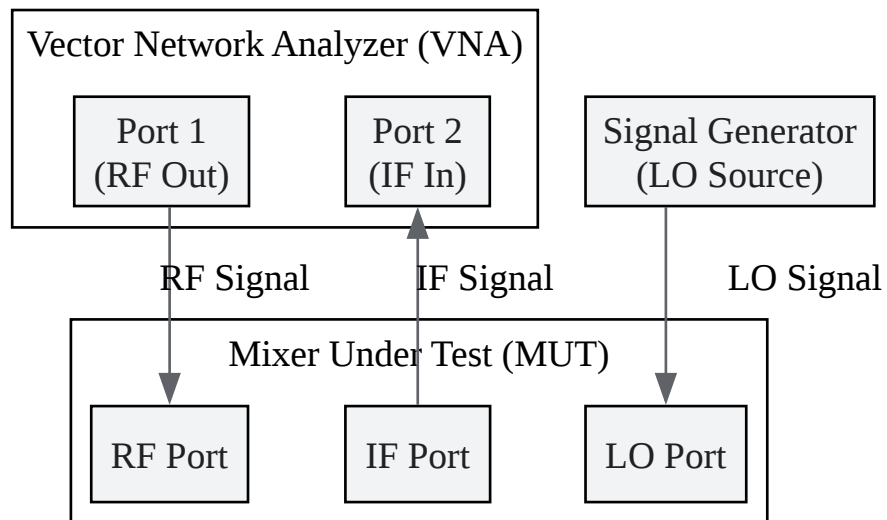 Vector Network Analyzer (VNA)
Port 1
(RF Out)
Port 2
(IF In)
Signal Generator
(LO Source)
RF Signal
IF Signal
LO Signal
Mixer Under Test (MUT)
RF Port
IF Port
LO Port